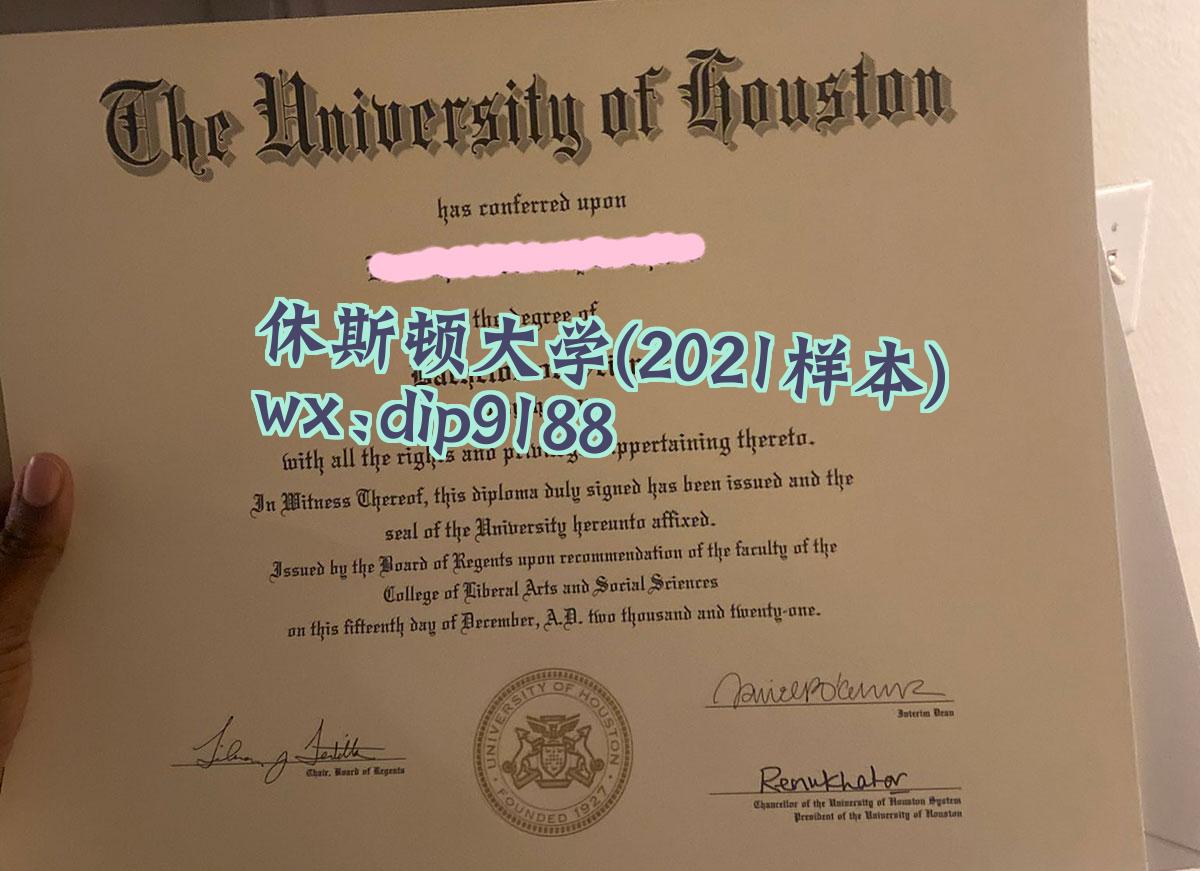 The University of Houston
has conferred upon
the degree of
休斯顿大学(2021样本)
wx:dip9188
with all the rights and appertaining thereto.
In Witness Thereof, this diploma duly signed has been issued and the
seal of the University hereunto affixed.
Issued by the Board of Regents upon recommendation of the faculty of the
College of Liberal Arts and Social Sciences
on this fifteenth day of December, A.D. two thousand and twenty-one.
UNIVERSITY OF HOUSTON
FOUNDED 1927
Interim Dean
Chair, Board of Regents
Renu Khator
Chancellor of the University of Houston System
President of the University of Houston